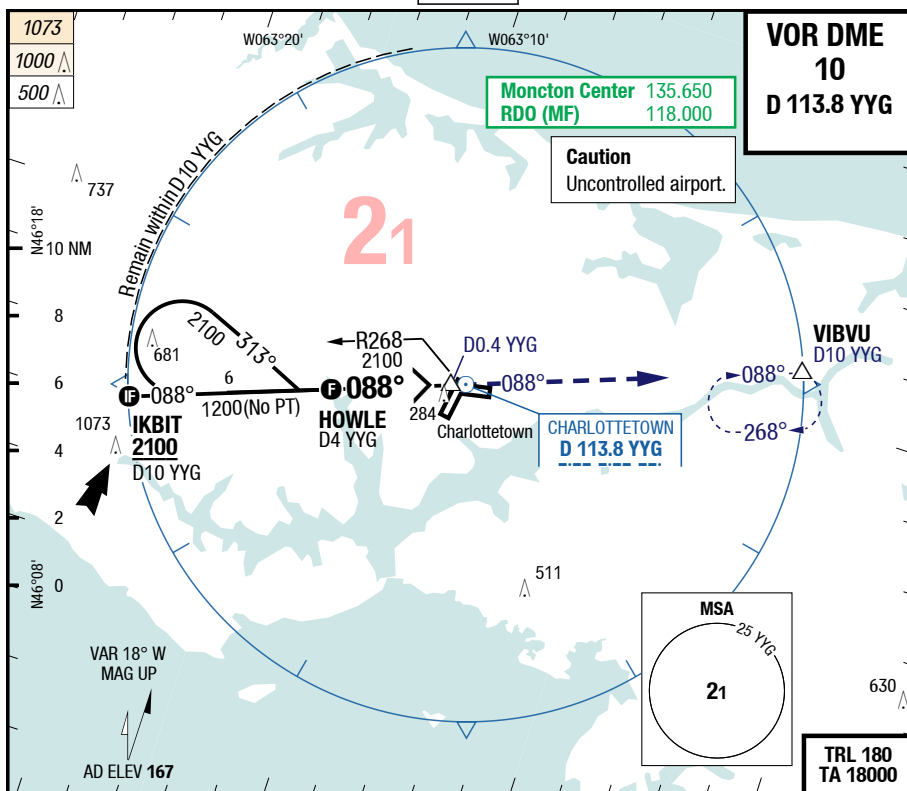 1073
1000
500
W063°20'
W063°10'
VOR DME
10
D 113.8 YYG
Moncton Center 135.650
RDO (MF) 118.000
Caution
Uncontrolled airport.
737
N46°18'
10 NM
Remain within D10 YYG
21
8
681
2100
313°
R268
2100
D0.4 YYG
VIBVU
D10 YYG
6
IF
088°
6
1200(No PT)
F
088°
088°
088°
268°
IKBIT
2100
D10 YYG
1073
HOWLE
D4 YYG
284
Charlottetown
CHARLOTTETOWN
D 113.8 YYG
4
2
N46°08'
0
511
MSA
25 YYG
21
VAR 18° W
MAG UP
AD ELEV 167
630
TRL 180
TA 18000